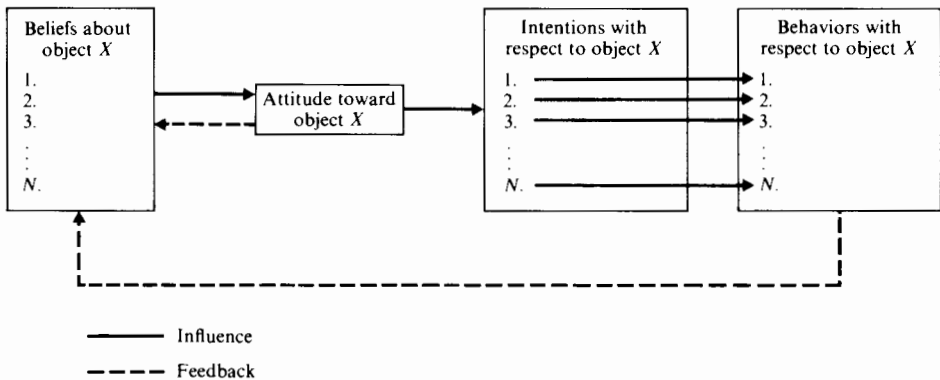 Beliefs about
object X
1.
2.
3.
.
.
.
.
N.
Attitude toward
object X
Intentions with
respect to object X
1.
2.
3.
.
.
.
.
N.
Behaviors with
respect to object X
1.
2.
3.
.
.
.
.
N.
Influence
Feedback